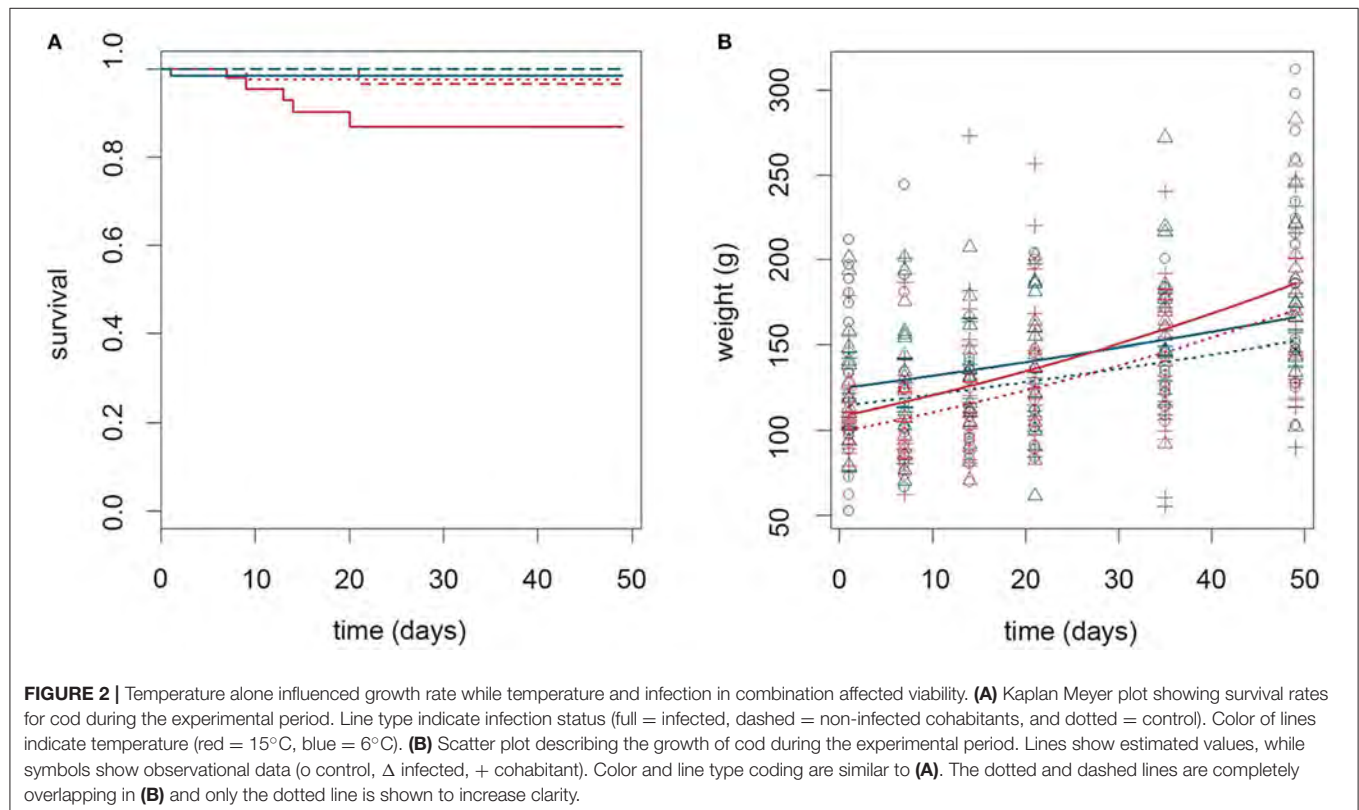 A
B
1.0
0.8
0.6
0.4
0.2
0.0
survival
0 10 20 30 40 50
time (days)
300
250
200
150
100
50
weight (g)
0 10 20 30 40 50
time (days)
FIGURE 2 | Temperature alone influenced growth rate while temperature and infection in combination affected viability. (A) Kaplan Meyer plot showing survival rates
for cod during the experimental period. Line type indicate infection status (full = infected, dashed = non-infected cohabitants, and dotted = control). Color of lines
indicate temperature (red = 15°C, blue = 6°C). (B) Scatter plot describing the growth of cod during the experimental period. Lines show estimated values, while
symbols show observational data (o control, Δ infected, + cohabitant). Color and line type coding are similar to (A). The dotted and dashed lines are completely
overlapping in (B) and only the dotted line is shown to increase clarity.